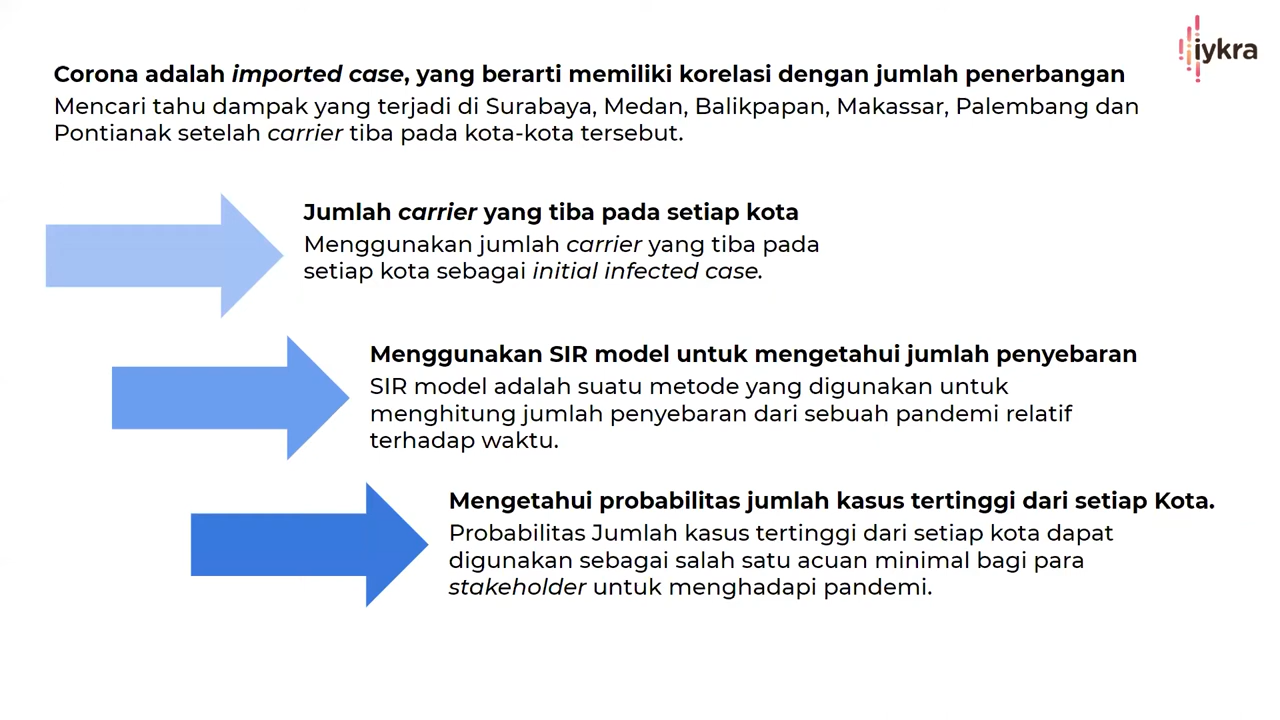 iykra
Corona adalah imported case, yang berarti memiliki korelasi dengan jumlah penerbangan
Mencari tahu dampak yang terjadi di Surabaya, Medan, Balikpapan, Makassar, Palembang dan
Pontianak setelah carrier tiba pada kota-kota tersebut.
Jumlah carrier yang tiba pada setiap kota
Menggunakan jumlah carrier yang tiba pada
setiap kota sebagai initial infected case.
Menggunakan SIR model untuk mengetahui jumlah penyebaran
SIR model adalah suatu metode yang digunakan untuk
menghitung jumlah penyebaran dari sebuah pandemi relatif
terhadap waktu.
Mengetahui probabilitas jumlah kasus tertinggi dari setiap Kota.
Probabilitas Jumlah kasus tertinggi dari setiap kota dapat
digunakan sebagai salah satu acuan minimal bagi para
stakeholder untuk menghadapi pandemi.